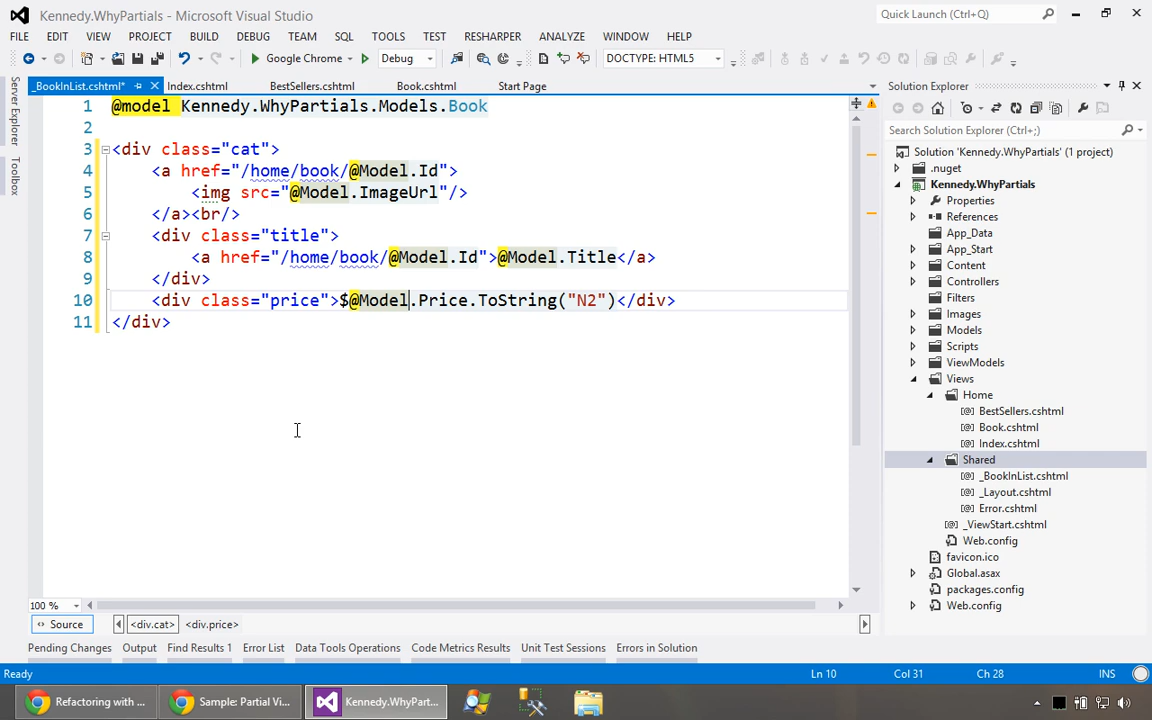 Kennedy.WhyPartials - Microsoft Visual Studio
Quick Launch (Ctrl+Q)
FILE EDIT VIEW PROJECT BUILD DEBUG TEAM SQL TOOLS TEST RESHARPER ANALYZE WINDOW HELP
Google Chrome Debug DOCTYPE: HTML5
Server Explorer
Toolbox
_BookInList.cshtml* Index.cshtml BestSellers.cshtml Book.cshtml Start Page
1 @model Kennedy.WhyPartials.Models.Book
2
3 <div class="cat">
4 <a href="/home/book/@Model.Id">
5 <img src="@Model.ImageUrl"/>
6 </a><br/>
7 <div class="title">
8 <a href="/home/book/@Model.Id">@Model.Title</a>
9 </div>
10 <div class="price">$@Model.Price.ToString("N2")</div>
11 </div>
100 %
Source <div.cat> <div.price>
Pending Changes Output Find Results 1 Error List Data Tools Operations Code Metrics Results Unit Test Sessions Errors in Solution
Solution Explorer
Search Solution Explorer (Ctrl+;)
Solution 'Kennedy.WhyPartials' (1 project)
.nuget
Kennedy.WhyPartials
Properties
References
App_Data
App_Start
Content
Controllers
Filters
Images
Models
Scripts
ViewModels
Views
Home
BestSellers.cshtml
Book.cshtml
Index.cshtml
Shared
_BookInList.cshtml
_Layout.cshtml
Error.cshtml
_ViewStart.cshtml
Web.config
favicon.ico
Global.asax
packages.config
Web.config
Ready Ln 10 Col 31 Ch 28 INS
Refactoring with ... Sample: Partial Vi... Kennedy.WhyPart...